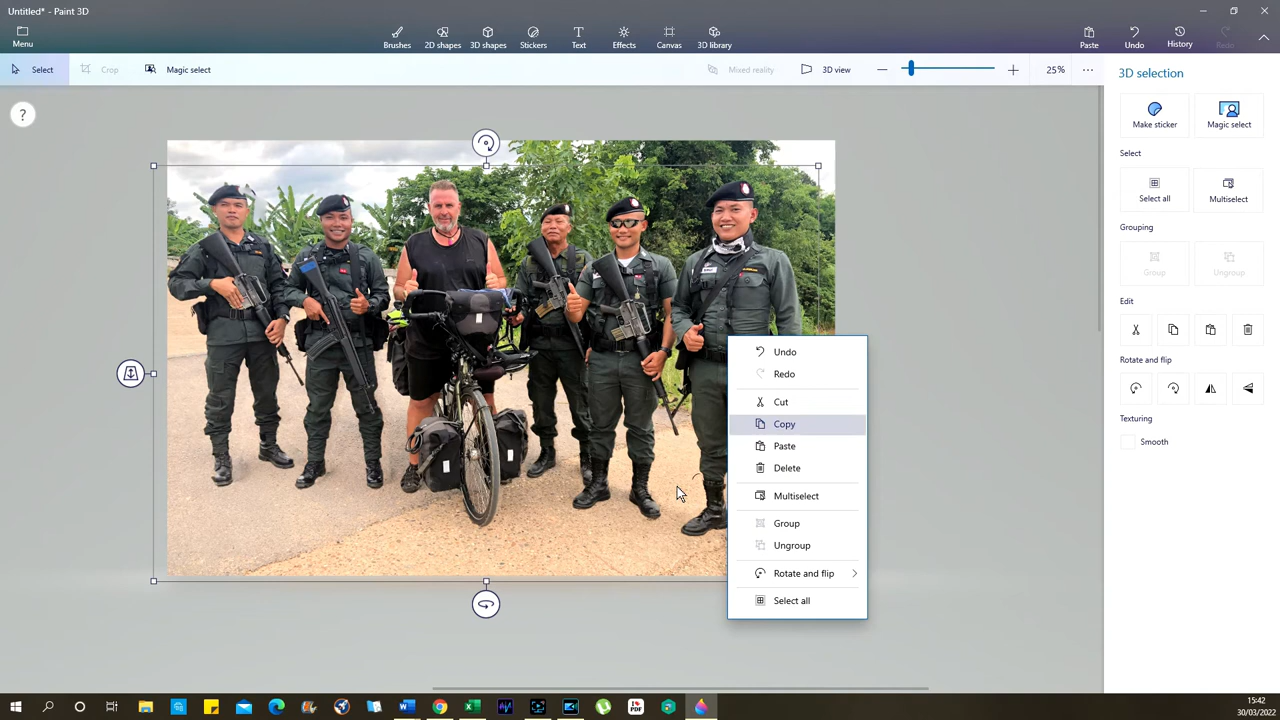 Untitled* - Paint 3D
Menu
Brushes
2D shapes
3D shapes
Stickers
Text
Effects
Canvas
3D library
Paste
Undo
History
Redo
Select
Crop
Magic select
Mixed reality
3D view
25%
?
3D selection
Make sticker
Magic select
Select
Select all
Multiselect
Grouping
Group
Ungroup
Edit
Rotate and flip
Texturing
Smooth
Undo
Redo
Cut
Copy
Paste
Delete
Multiselect
Group
Ungroup
Rotate and flip
Select all
I
PDF
15:42
30/03/2022